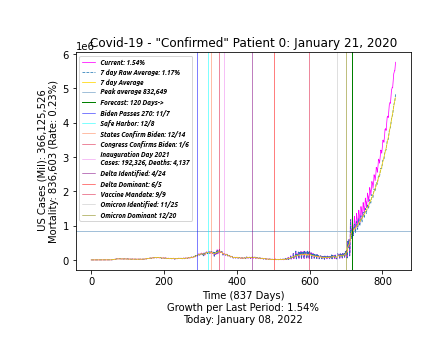 Covid-19 - "Confirmed" Patient 0: January 21, 2020
1e6
Current: 1.54%
7 day Raw Average: 1.17%
7 day Average
Peak average 832,649
Forecast: 120 Days->
Biden Passes 270: 11/7
Safe Harbor: 12/8
States Confirm Biden: 12/14
Congress Confirms Biden: 1/6
Inauguration Day 2021
Cases: 192,326, Deaths: 4,137
Delta Identified: 4/24
Delta Dominant: 6/5
Vaccine Mandate: 9/9
Omicron Identified: 11/25
Omicron Dominant 12/20
US Cases (Mil): 366,125,526
Mortality: 836,603 (Rate: 0.23%)
6
5
4
3
2
1
0
0
200
400
600
800
Time (837 Days)
Growth per Last Period: 1.54%
Today: January 08, 2022